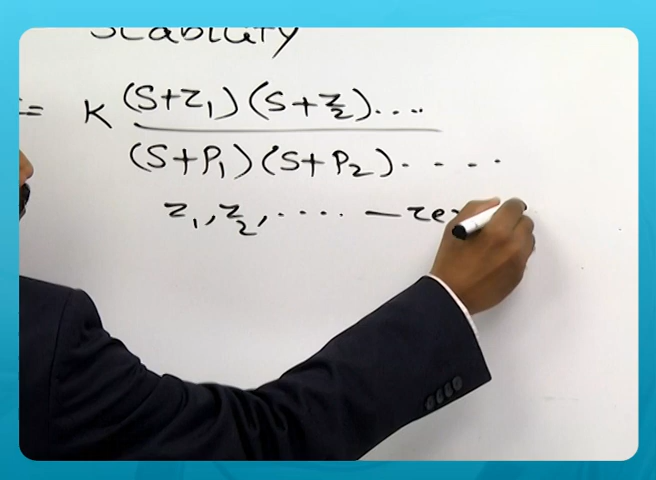 Stability
= K (S+Z₁)(S+Z₂)....
(S+P₁)(S+P₂)....
Z₁,Z₂,.... — ze